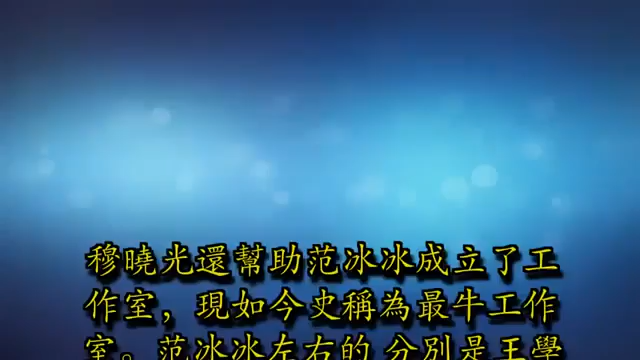 穆曉光還幫助范冰冰成立了工
作室，現如今史稱為最牛工作
室。范冰冰左右的 分別是王學